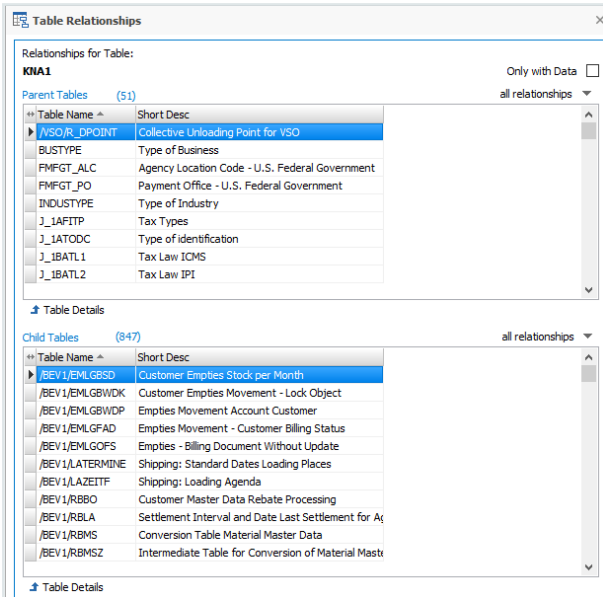 Table Relationships
Relationships for Table:
KNA1
Only with Data
Parent Tables (51) all relationships
Table Name Short Desc
/VSO/R_DPOINT Collective Unloading Point for VSO
BUSTYPE Type of Business
FMFGT_ALC Agency Location Code - U.S. Federal Government
FMFGT_PO Payment Office - U.S. Federal Government
INDUSTYPE Type of Industry
J_1AFITP Tax Types
J_1ATODC Type of identification
J_1BATL1 Tax Law ICMS
J_1BATL2 Tax Law IPI
Table Details
Child Tables (847) all relationships
Table Name Short Desc
/BEV1/EMLGBSD Customer Empties Stock per Month
/BEV1/EMLGBWDK Customer Empties Movement - Lock Object
/BEV1/EMLGBWDP Empties Movement Account Customer
/BEV1/EMLGFAD Empties Movement - Customer Billing Status
/BEV1/EMLGOFS Empties - Billing Document Without Update
/BEV1/LATERMINE Shipping: Standard Dates Loading Places
/BEV1/LAZEITF Shipping: Loading Agenda
/BEV1/RBBO Customer Master Data Rebate Processing
/BEV1/RBLA Settlement Interval and Date Last Settlement for Ag
/BEV1/RBMS Conversion Table Material Master Data
/BEV1/RBMSZ Intermediate Table for Conversion of Material Maste
Table Details